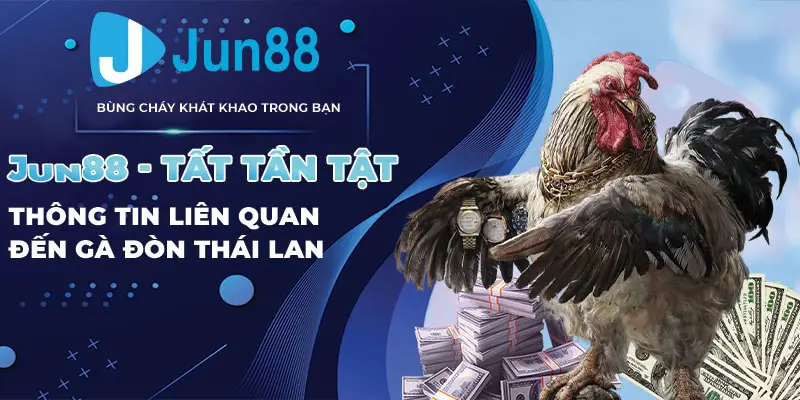 Jun88
BÙNG CHÁY KHÁT KHAO TRONG BẠN
Jun88 - TẤT TẦN TẬT
THÔNG TIN LIÊN QUAN
ĐẾN GÀ ĐÒN THÁI LAN
100